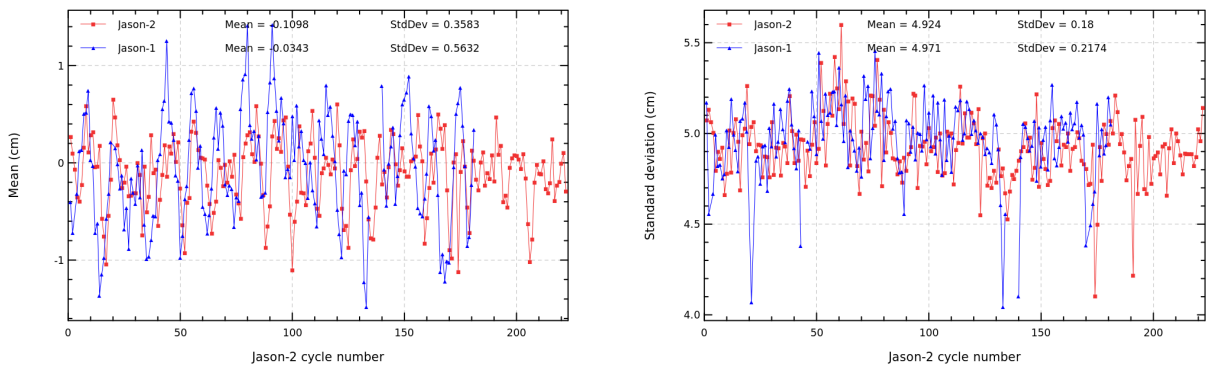 Jason-2 Mean = -0.1098 StdDev = 0.3583
Jason-1 Mean = -0.0343 StdDev = 0.5632
Mean (cm)
1
0
-1
0 50 100 150 200
Jason-2 cycle number
Jason-2 Mean = 4.924 StdDev = 0.18
Jason-1 Mean = 4.971 StdDev = 0.2174
Standard deviation (cm)
5.5
5.0
4.5
4.0
0 50 100 150 200
Jason-2 cycle number